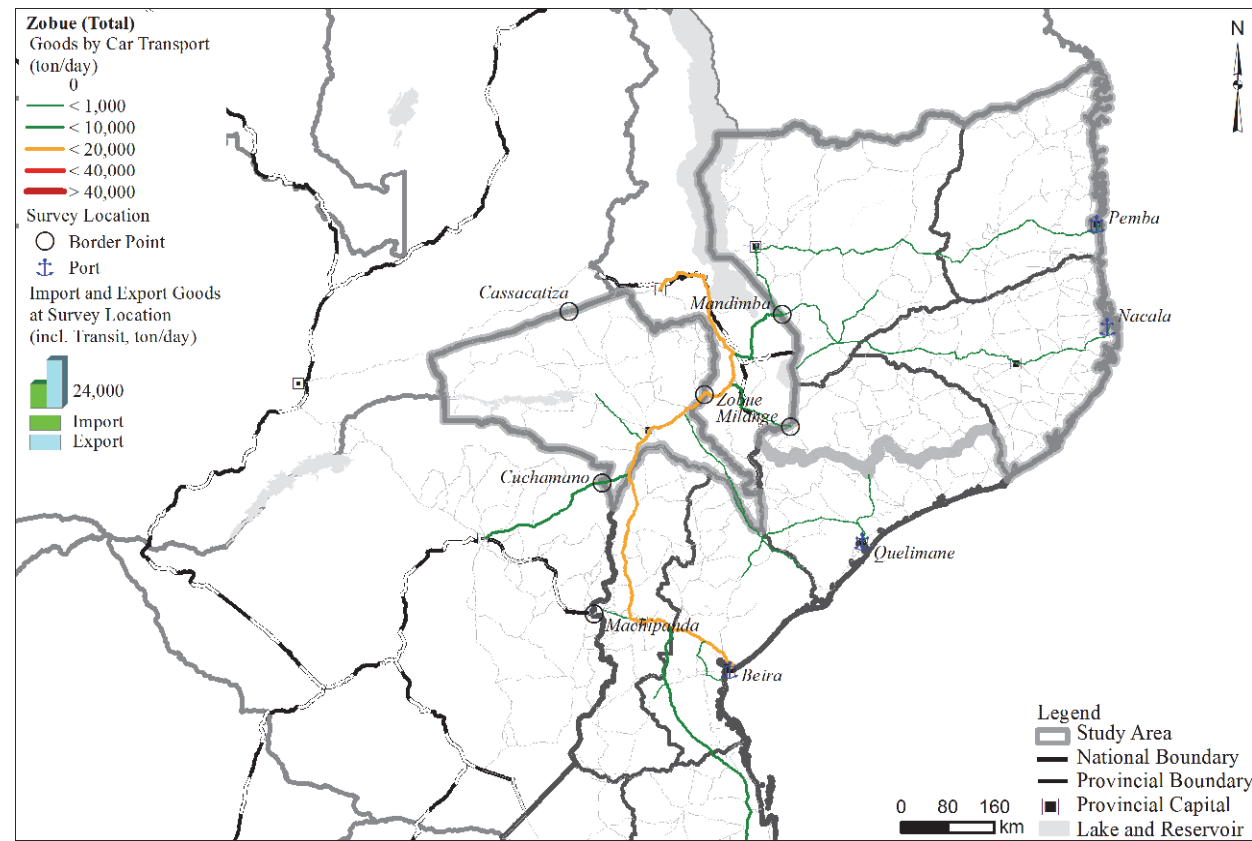 Zobue (Total)
Goods by Car Transport
(ton/day)
0
< 1,000
< 10,000
< 20,000
< 40,000
> 40,000
Survey Location
Border Point
Port
Import and Export Goods
at Survey Location
(incl. Transit, ton/day)
24,000
Import
Export
N
Pemba
Cassacatiza
Mandimba
Nacala
Zobue
Milange
Cuchamano
Quelimane
Machipanda
Beira
Legend
Study Area
National Boundary
Provincial Boundary
Provincial Capital
Lake and Reservoir
0 80 160
km